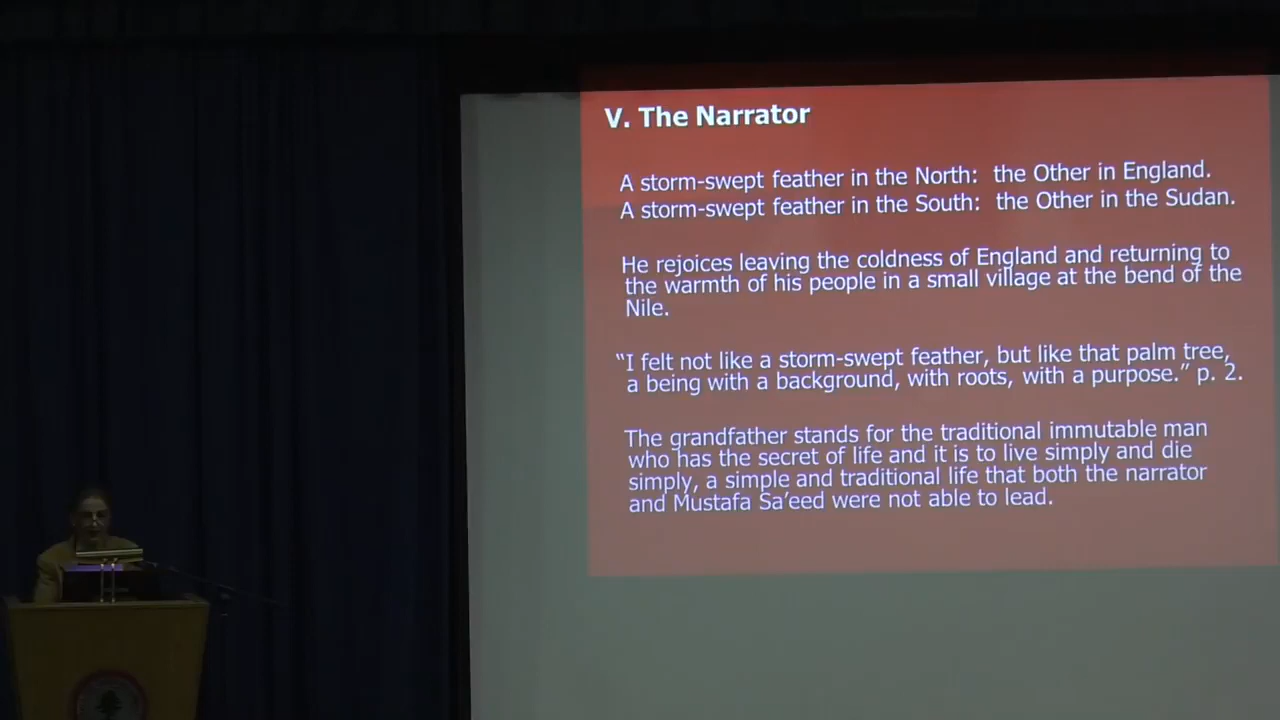 V. The Narrator
A storm-swept feather in the North: the Other in England.
A storm-swept feather in the South: the Other in the Sudan.
He rejoices leaving the coldness of England and returning to
the warmth of his people in a small village at the bend of the
Nile.
“I felt not like a storm-swept feather, but like that palm tree,
a being with a background, with roots, with a purpose.” p. 2.
The grandfather stands for the traditional immutable man
who has the secret of life and it is to live simply and die
simply, a simple and traditional life that both the narrator
and Mustafa Sa’eed were not able to lead.